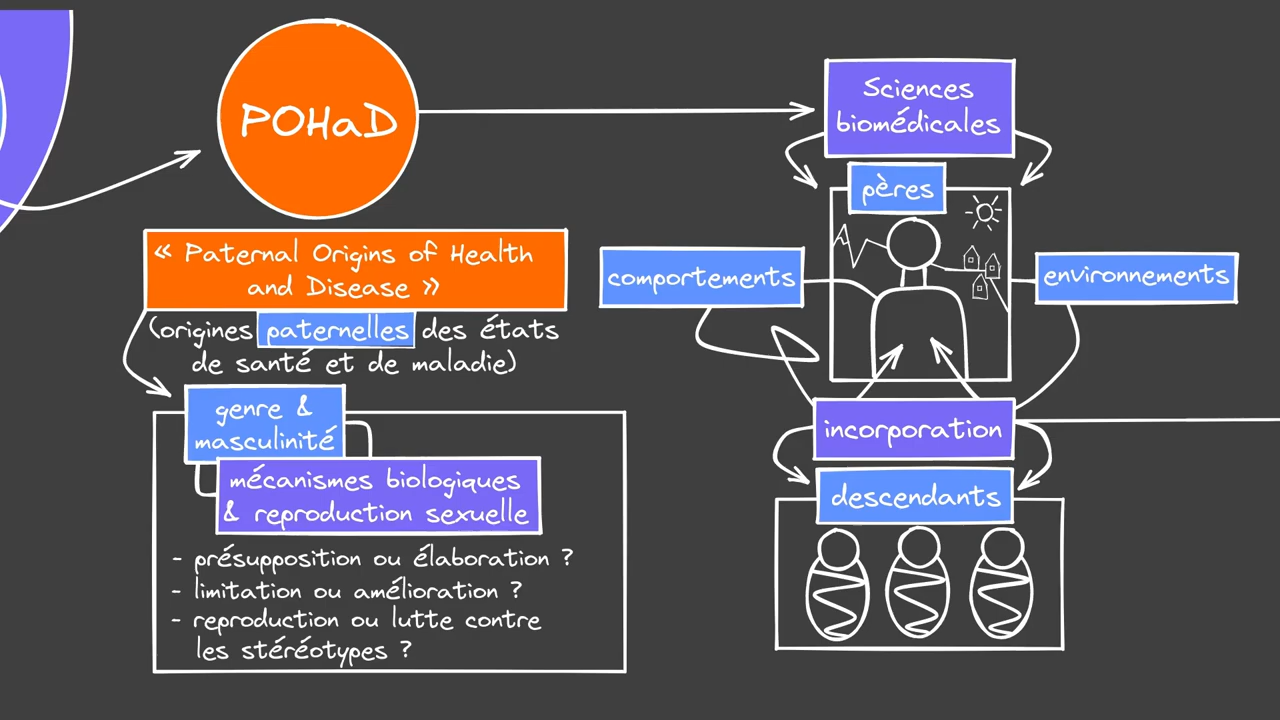 POHaD
« Paternal Origins of Health
and Disease »
(origines paternelles des états
de santé et de maladie)
genre &
masculinité
mécanismes biologiques
& reproduction sexuelle
- présupposition ou élaboration ?
- limitation ou amélioration ?
- reproduction ou lutte contre
les stéréotypes ?
Sciences
biomédicales
pères
comportements
environnements
incorporation
descendants